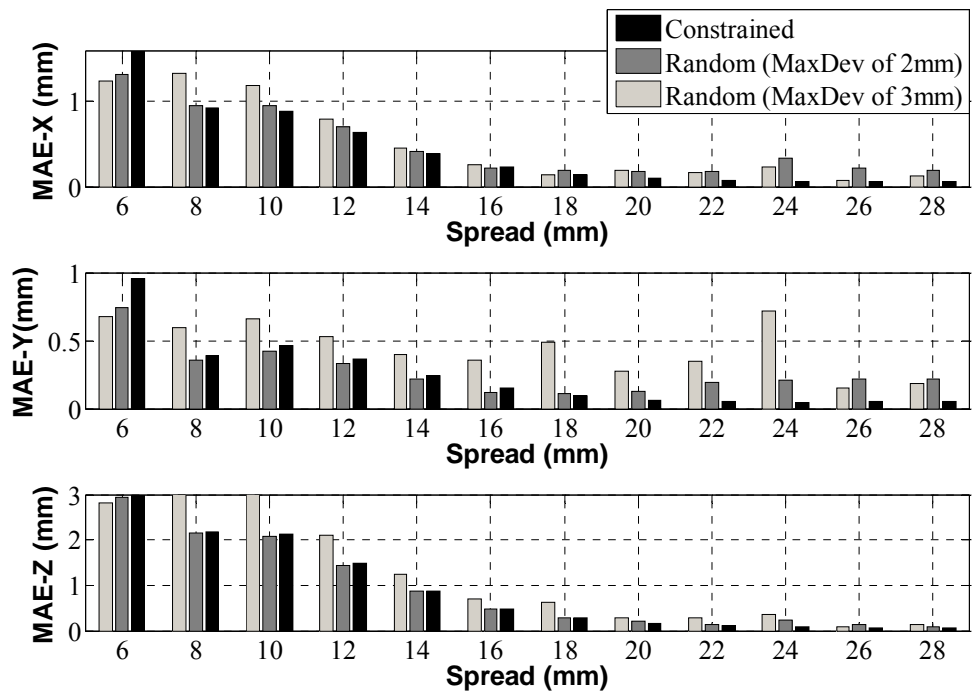 Constrained
Random (MaxDev of 2mm)
Random (MaxDev of 3mm)
MAE-X (mm)
1
0
6 8 10 12 14 16 18 20 22 24 26 28
Spread (mm)
MAE-Y(mm)
1
0.5
0
6 8 10 12 14 16 18 20 22 24 26 28
Spread (mm)
MAE-Z (mm)
3
2
1
0
6 8 10 12 14 16 18 20 22 24 26 28
Spread (mm)